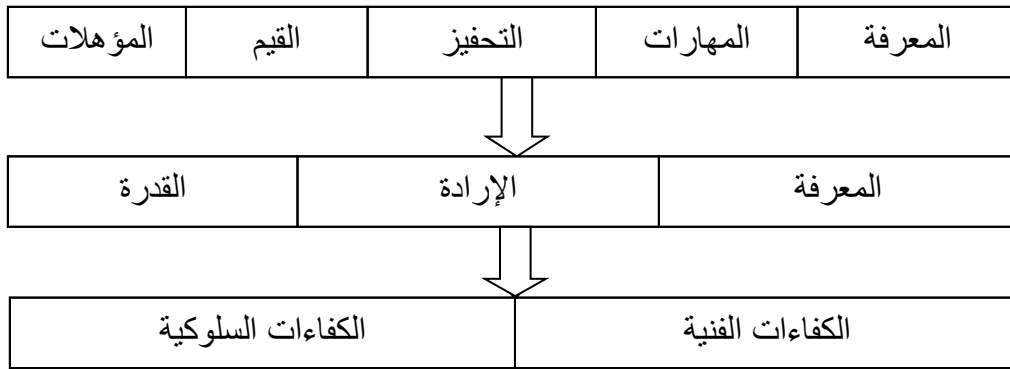 المعرفة المهارات التحفيز القيم المؤهلات
المعرفة الإرادة القدرة
الكفاءات الفنية الكفاءات السلوكية